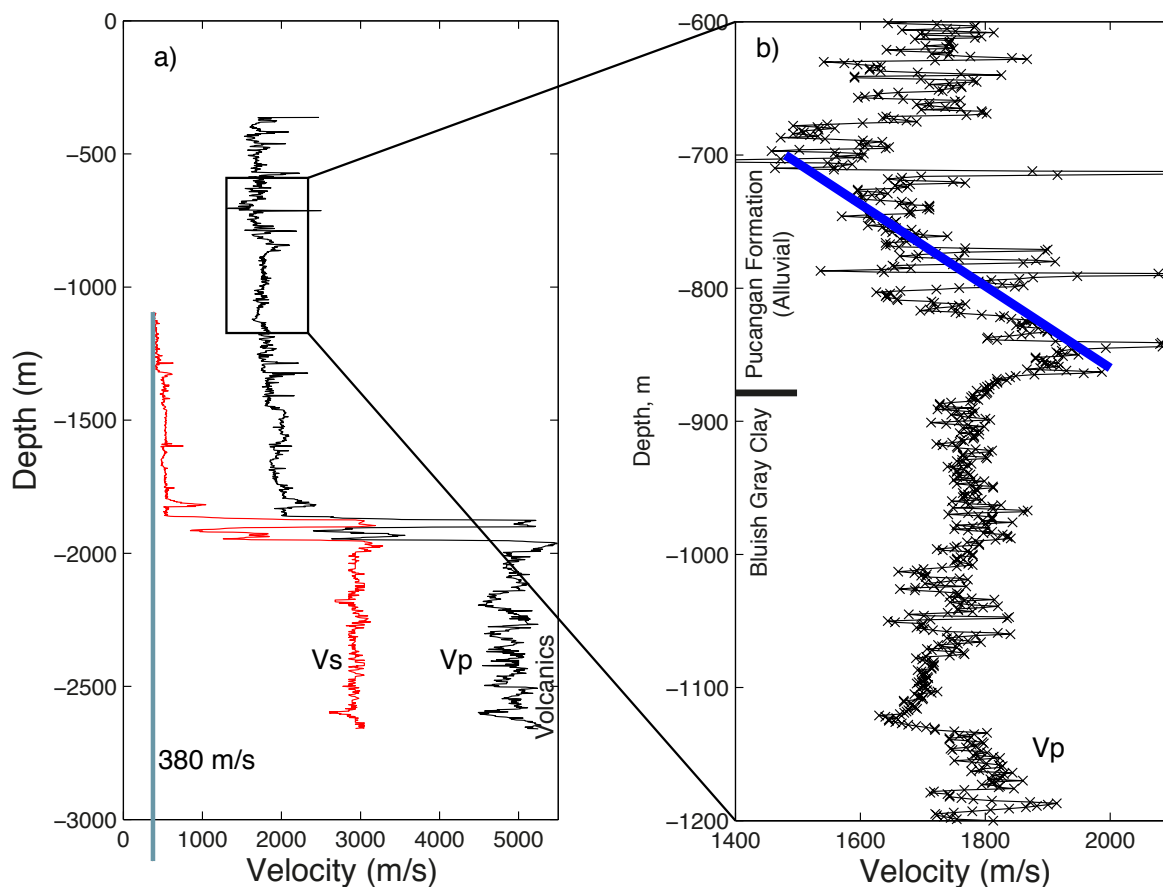 a)
0
−500
−1000
−1500
−2000
−2500
−3000
Depth (m)
0
1000
2000
3000
4000
5000
Velocity (m/s)
Vs
Vp
Volcanics
380 m/s
b)
−600
−700
−800
−900
−1000
−1100
−1200
Depth, m
Pucangan Formation
(Alluvial)
Bluish Gray Clay
Vp
1400
1600
1800
2000
Velocity (m/s)